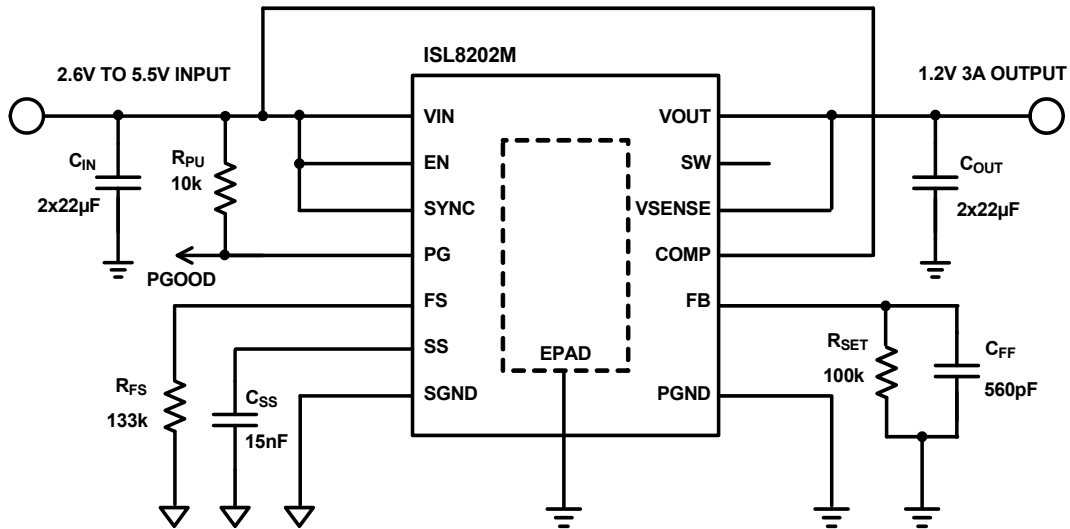 ISL8202M
2.6V TO 5.5V INPUT
1.2V 3A OUTPUT
VIN
VOUT
CIN
2x22µF
RPU
10k
EN
SW
COUT
2x22µF
SYNC
VSENSE
PG
COMP
PGOOD
FS
FB
SS
EPAD
RSET
100k
CFF
560pF
RFS
133k
CSS
15nF
SGND
PGND